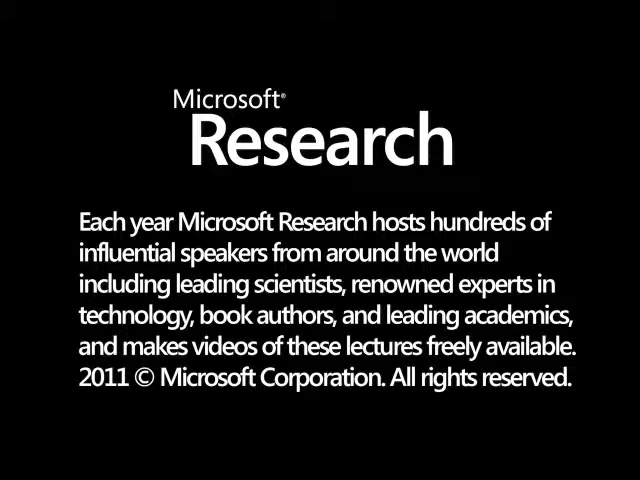 Microsoft®
Research
Each year Microsoft Research hosts hundreds of
influential speakers from around the world
including leading scientists, renowned experts in
technology, book authors, and leading academics,
and makes videos of these lectures freely available.
2011 © Microsoft Corporation. All rights reserved.